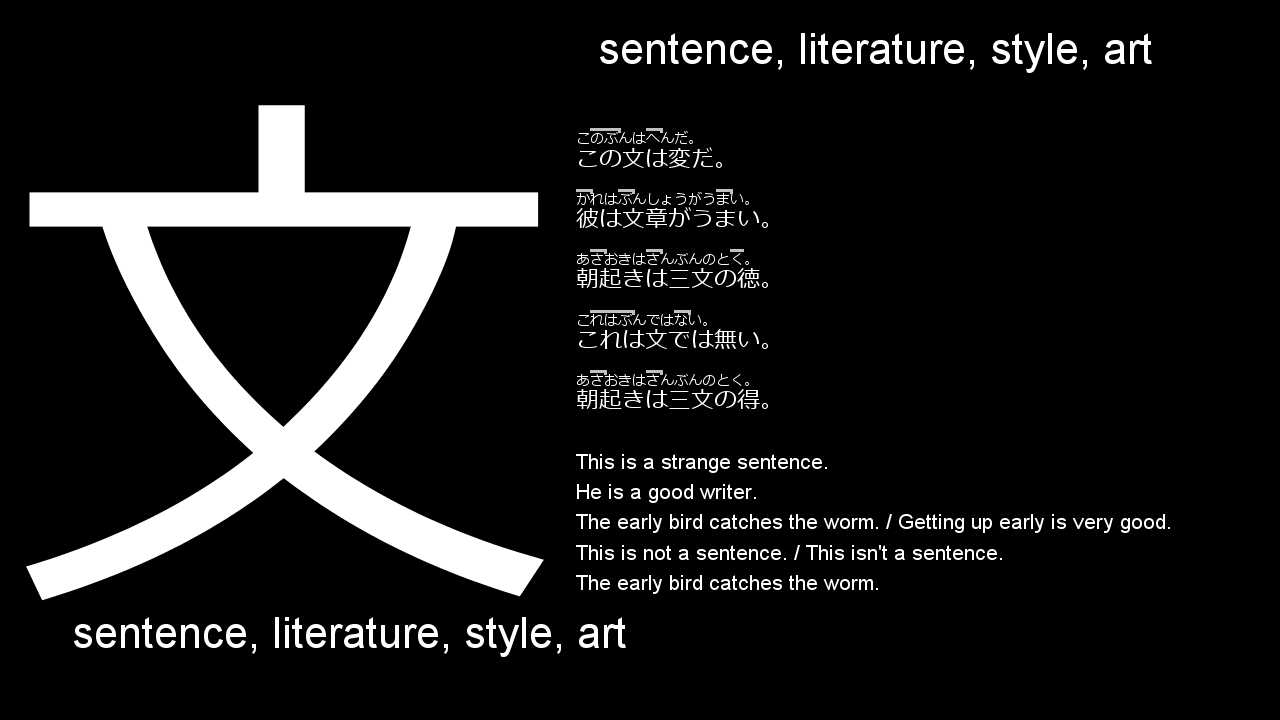 文
sentence, literature, style, art
sentence, literature, style, art
このぶんはへんだ。
この文は変だ。
かれはぶんしょうがうまい。
彼は文章がうまい。
あさおきはさんぶんのとく。
朝起きは三文の徳。
これはぶんではない。
これは文では無い。
あさおきはさんぶんのとく。
朝起きは三文の得。
This is a strange sentence.
He is a good writer.
The early bird catches the worm. / Getting up early is very good.
This is not a sentence. / This isn't a sentence.
The early bird catches the worm.